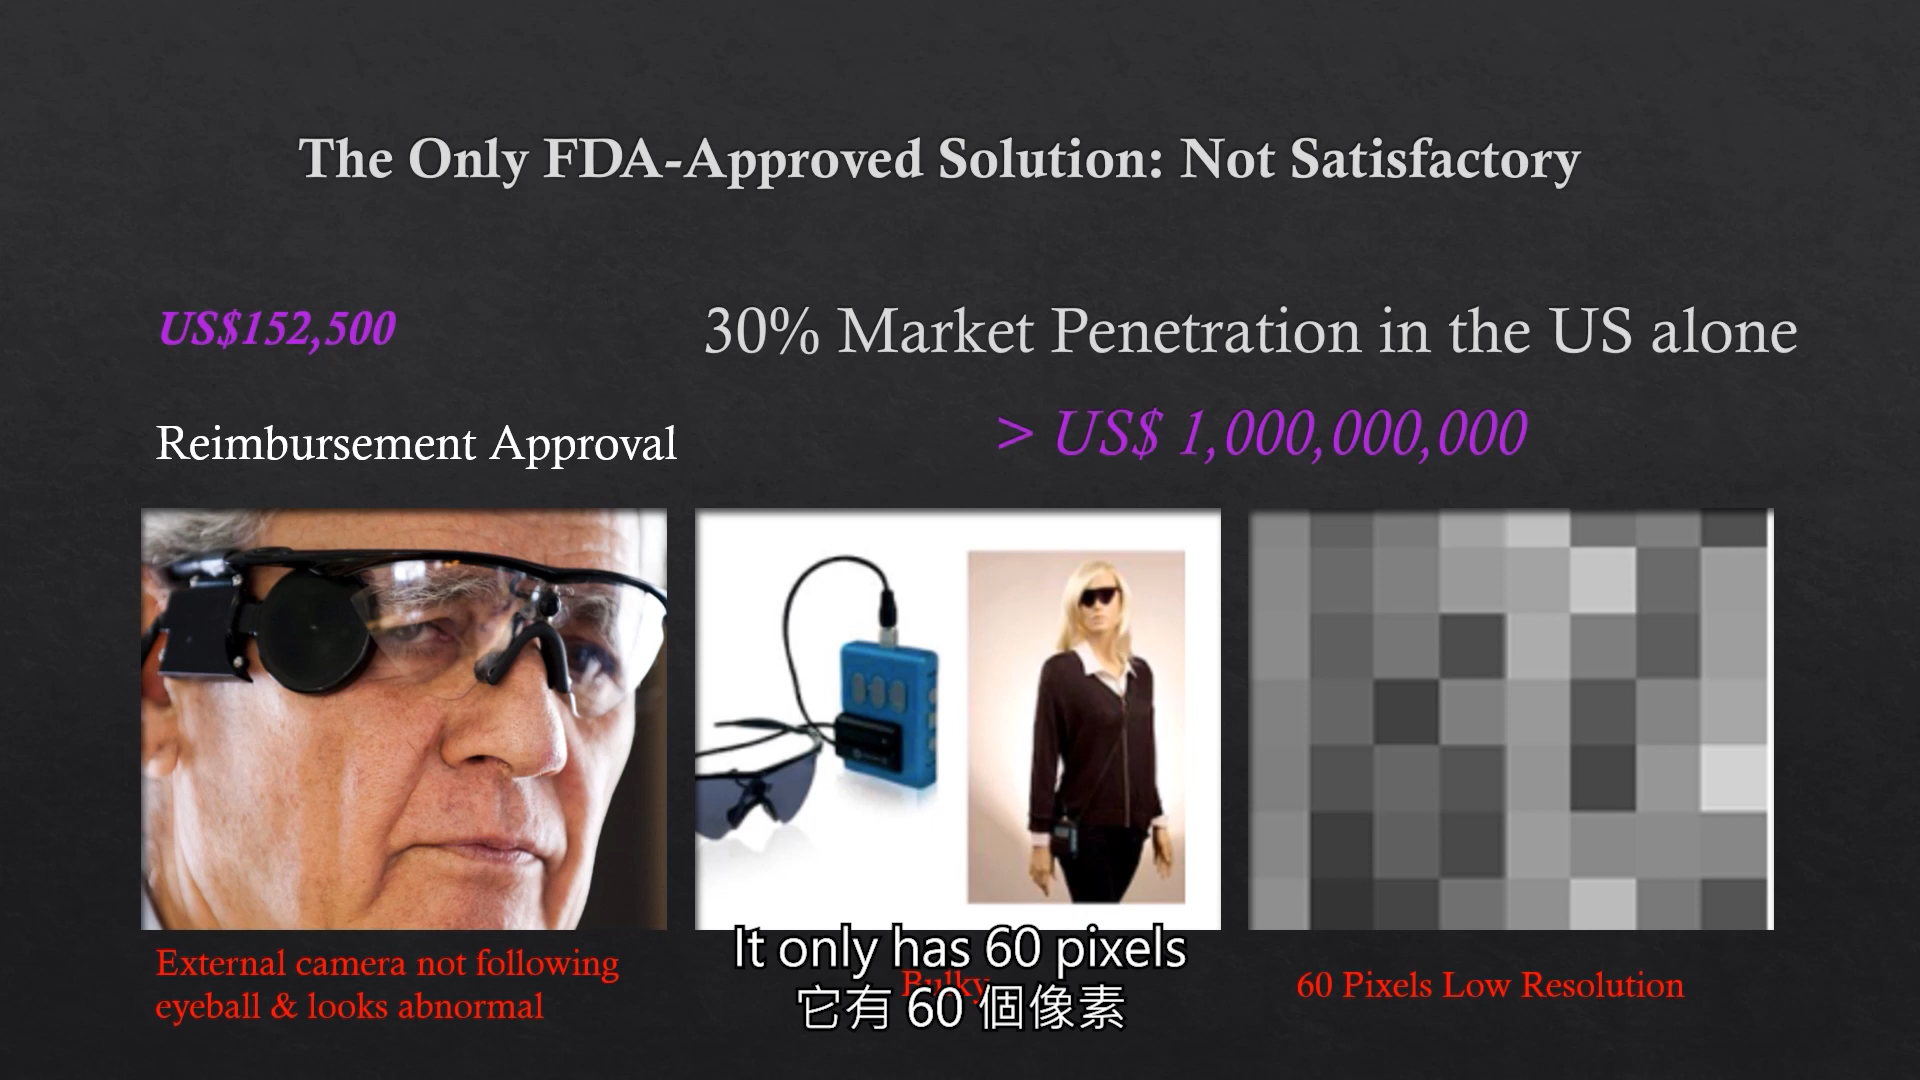 The Only FDA-Approved Solution: Not Satisfactory
US$152,500
30% Market Penetration in the US alone
Reimbursement Approval
> US$ 1,000,000,000
External camera not following
eyeball & looks abnormal
Bulky
60 Pixels Low Resolution
It only has 60 pixels
它有 60 個像素